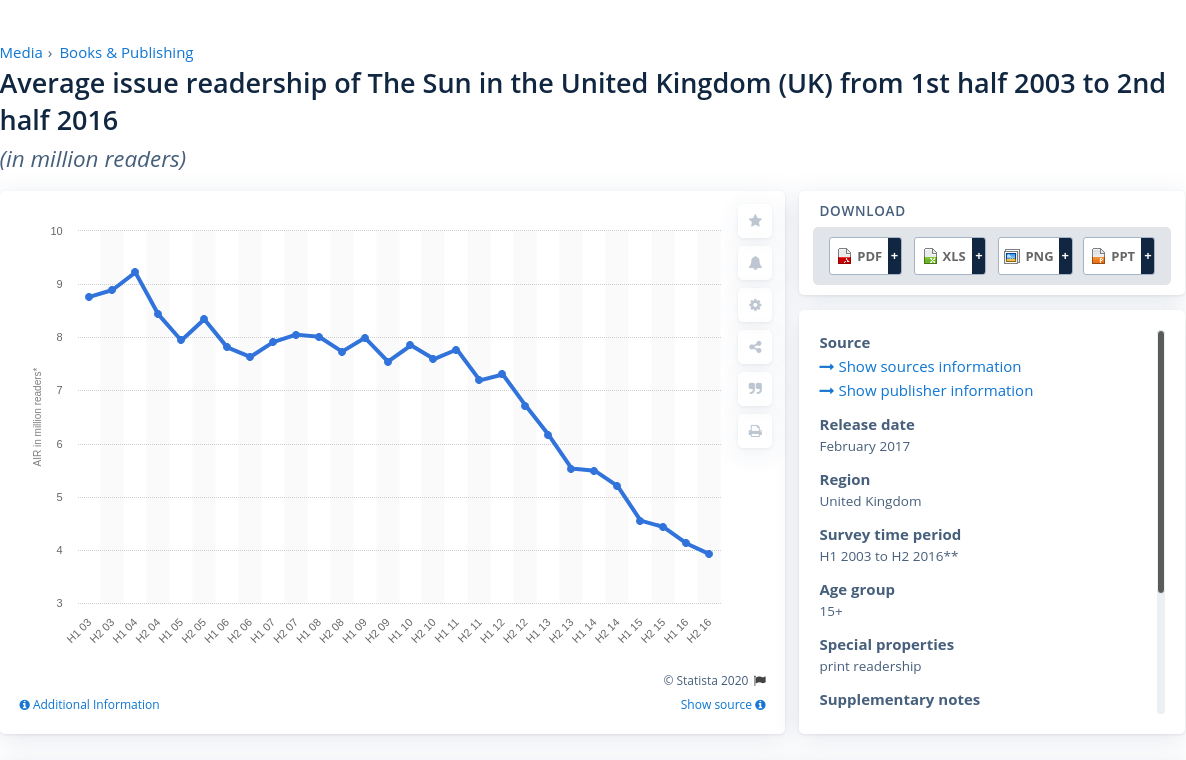 Media › Books & Publishing
Average issue readership of The Sun in the United Kingdom (UK) from 1st half 2003 to 2nd
half 2016
(in million readers)
10
9
8
7
6
5
4
3
AIR in million readers*
H1 03
H2 03
H1 04
H2 04
H1 05
H2 05
H1 06
H2 06
H1 07
H2 07
H1 08
H2 08
H1 09
H2 09
H1 10
H2 10
H1 11
H2 11
H1 12
H2 12
H1 13
H2 13
H1 14
H2 14
H1 15
H2 15
H1 16
H2 16
© Statista 2020
Additional Information
Show source
DOWNLOAD
PDF +
XLS +
PNG +
PPT +
Source
Show sources information
Show publisher information
Release date
February 2017
Region
United Kingdom
Survey time period
H1 2003 to H2 2016**
Age group
15+
Special properties
print readership
Supplementary notes